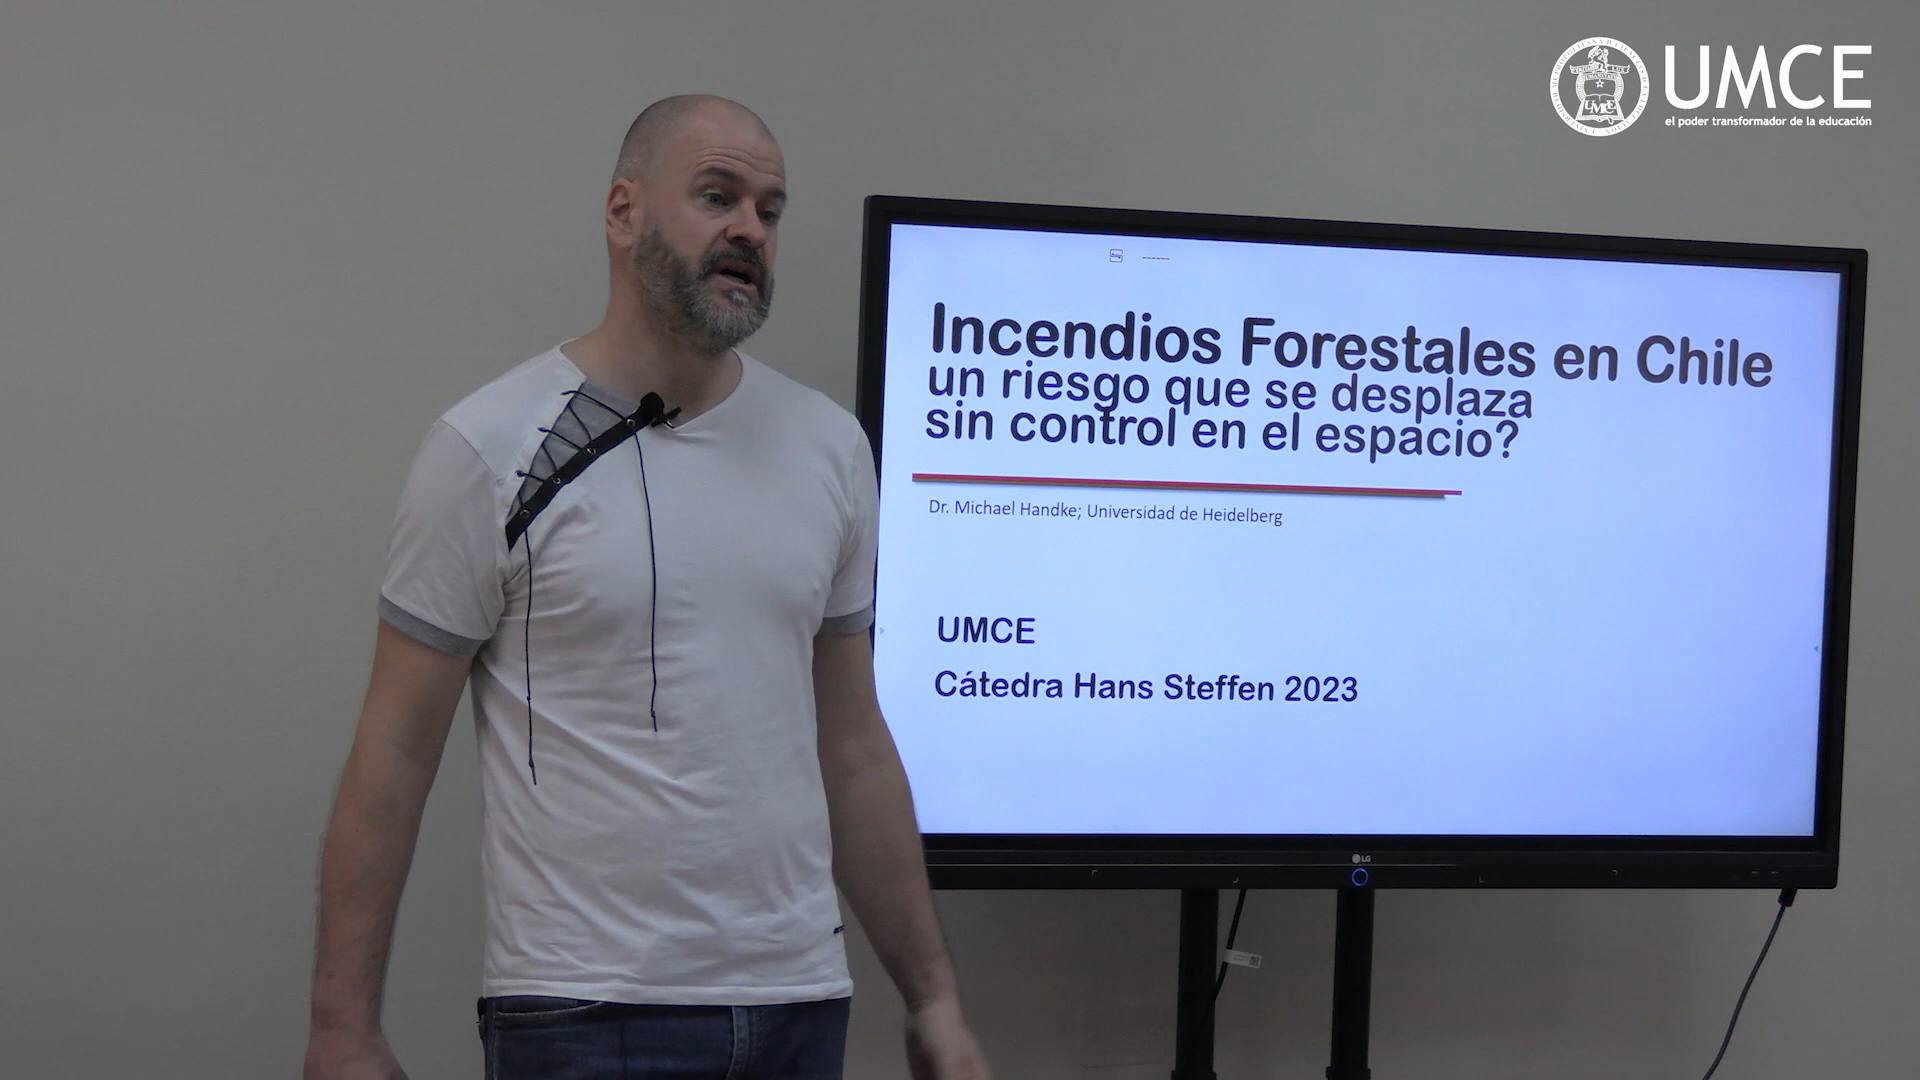 UMCE
el poder transformador de la educación
Incendios Forestales en Chile
un riesgo que se desplaza
sin control en el espacio?
Dr. Michael Handke; Universidad de Heidelberg
UMCE
Cátedra Hans Steffen 2023
LG